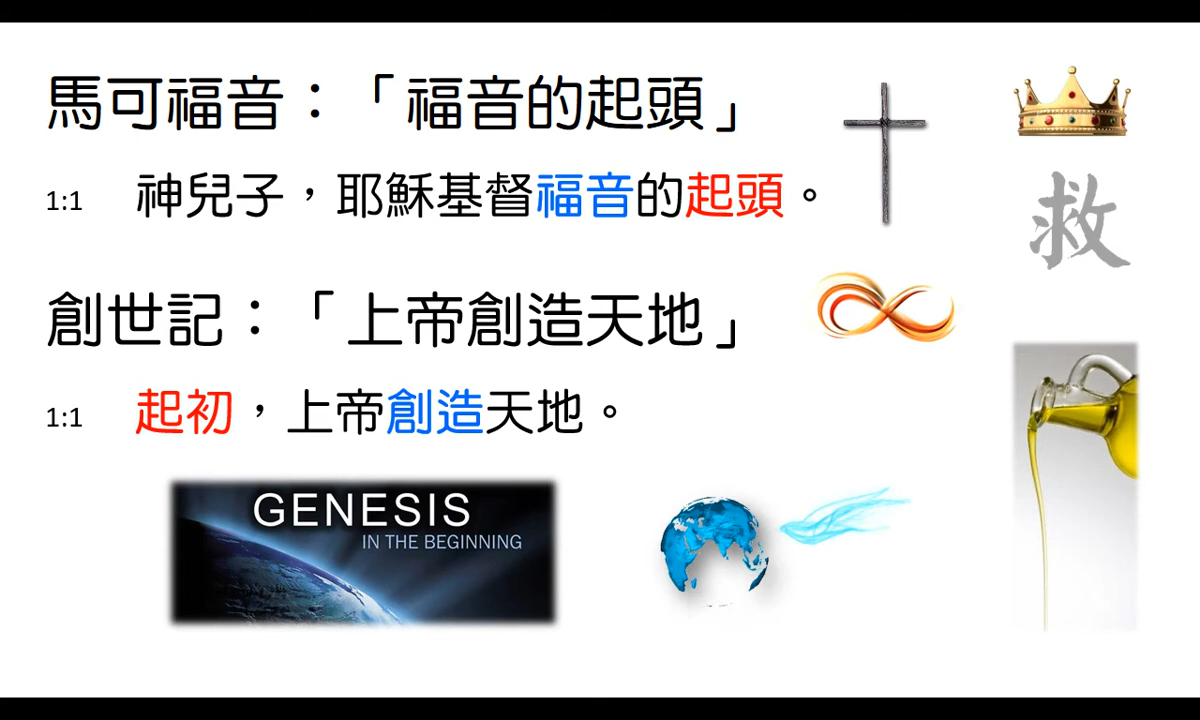 馬可福音：「福音的起頭」
1:1 神兒子，耶穌基督福音的起頭。
救
創世記：「上帝創造天地」
1:1 起初，上帝創造天地。
GENESIS
IN THE BEGINNING